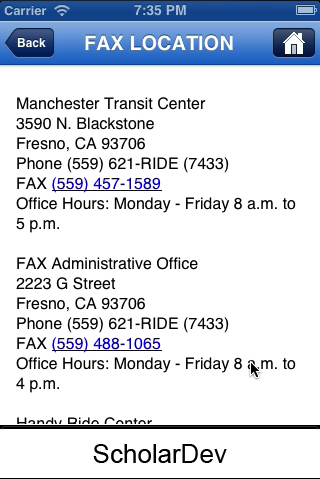 Carrier 7:35 PM
Back FAX LOCATION
Manchester Transit Center
3590 N. Blackstone
Fresno, CA 93706
Phone (559) 621-RIDE (7433)
FAX (559) 457-1589
Office Hours: Monday - Friday 8 a.m. to
5 p.m.
FAX Administrative Office
2223 G Street
Fresno, CA 93706
Phone (559) 621-RIDE (7433)
FAX (559) 488-1065
Office Hours: Monday - Friday 8 a.m. to
4 p.m.
Handy Ride Center
ScholarDev